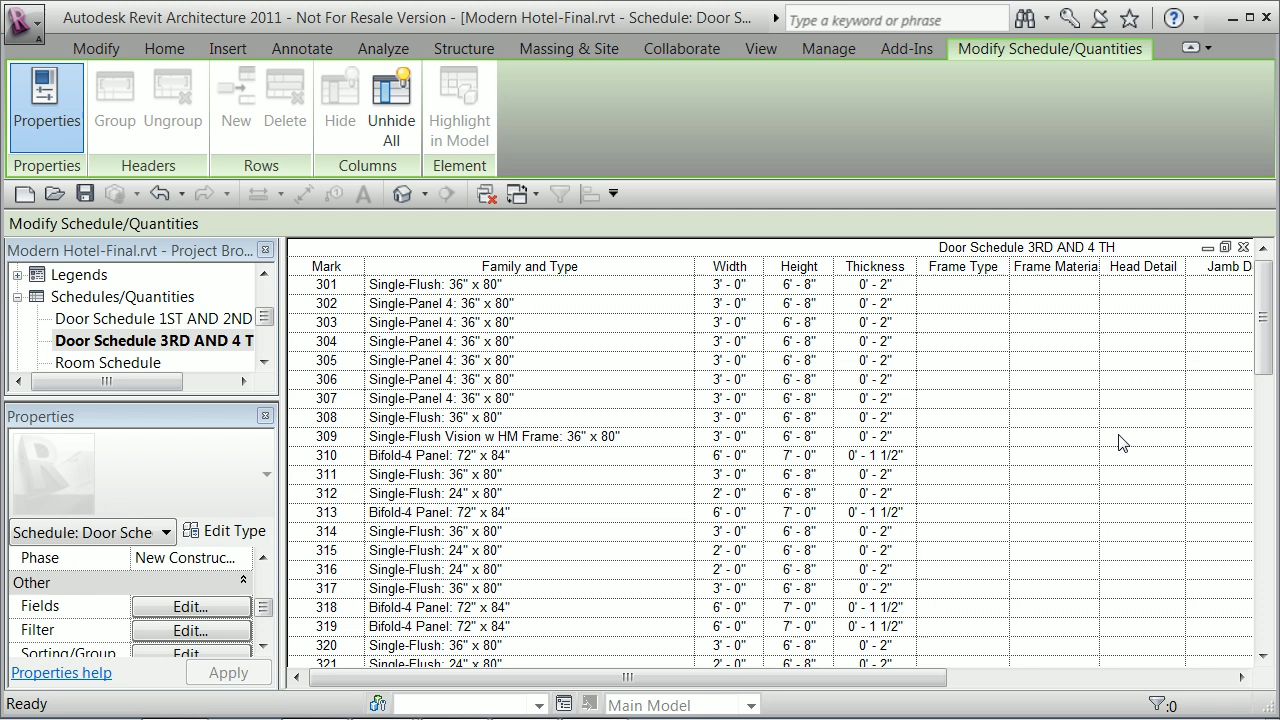 Autodesk Revit Architecture 2011 - Not For Resale Version - [Modern Hotel-Final.rvt - Schedule: Door S...
Type a keyword or phrase
Modify Home Insert Annotate Analyze Structure Massing & Site Collaborate View Manage Add-Ins Modify Schedule/Quantities
Properties Group Ungroup New Delete Hide Unhide All Highlight in Model
Properties Headers Rows Columns Element
Modify Schedule/Quantities
Modern Hotel-Final.rvt - Project Bro...
Legends
Schedules/Quantities
Door Schedule 1ST AND 2ND
Door Schedule 3RD AND 4 T
Room Schedule
Properties
Schedule: Door Sche Edit Type
Phase New Construc...
Other
Fields Edit...
Filter Edit...
Sorting/Group Edit
Properties help Apply
Door Schedule 3RD AND 4 TH
Mark Family and Type Width Height Thickness Frame Type Frame Materia Head Detail Jamb D
301 Single-Flush: 36" x 80" 3' - 0" 6' - 8" 0' - 2"
302 Single-Panel 4: 36" x 80" 3' - 0 6' - 8" 0' - 2"
303 Single-Panel 4: 36" x 80" 3' - 0" 6' - 8" 0' - 2"
304 Single-Panel 4: 36" x 80" 3' - 0" 6' - 8" 0' - 2"
305 Single-Panel 4: 36" x 80" 3' - 0" 6' - 8" 0' - 2"
306 Single-Panel 4: 36" x 80" 3' - 0" 6' - 8" 0' - 2"
307 Single-Panel 4: 36" x 80" 3' - 0" 6' - 8" 0' - 2"
308 Single-Flush: 36" x 80" 3' - 0" 6' - 8" 0' - 2"
309 Single-Flush Vision w HM Frame: 36" x 80" 3' - 0" 6' - 8" 0' - 2"
310 Bifold-4 Panel: 72" x 84" 6' - 0" 7' - 0" 0' - 1 1/2"
311 Single-Flush: 36" x 80" 3' - 0" 6' - 8" 0' - 2"
312 Single-Flush: 24" x 80" 2' - 0" 6' - 8" 0' - 2"
313 Bifold-4 Panel: 72" x 84" 6' - 0" 7' - 0" 0' - 1 1/2"
314 Single-Flush: 36" x 80" 3' - 0" 6' - 8" 0' - 2"
315 Single-Flush: 24" x 80" 2' - 0" 6' - 8" 0' - 2"
316 Single-Flush: 24" x 80" 2' - 0" 6' - 8" 0' - 2"
317 Single-Flush: 36" x 80" 3' - 0" 6' - 8" 0' - 2"
318 Bifold-4 Panel: 72" x 84" 6' - 0" 7' - 0" 0' - 1 1/2"
319 Bifold-4 Panel: 72" x 84" 6' - 0" 7' - 0" 0' - 1 1/2"
320 Single-Flush: 36" x 80" 3' - 0" 6' - 8" 0' - 2"
321 Single-Flush: 24" x 80" 2' - 0" 6' - 8" 0' - 2"
Ready Main Model :0